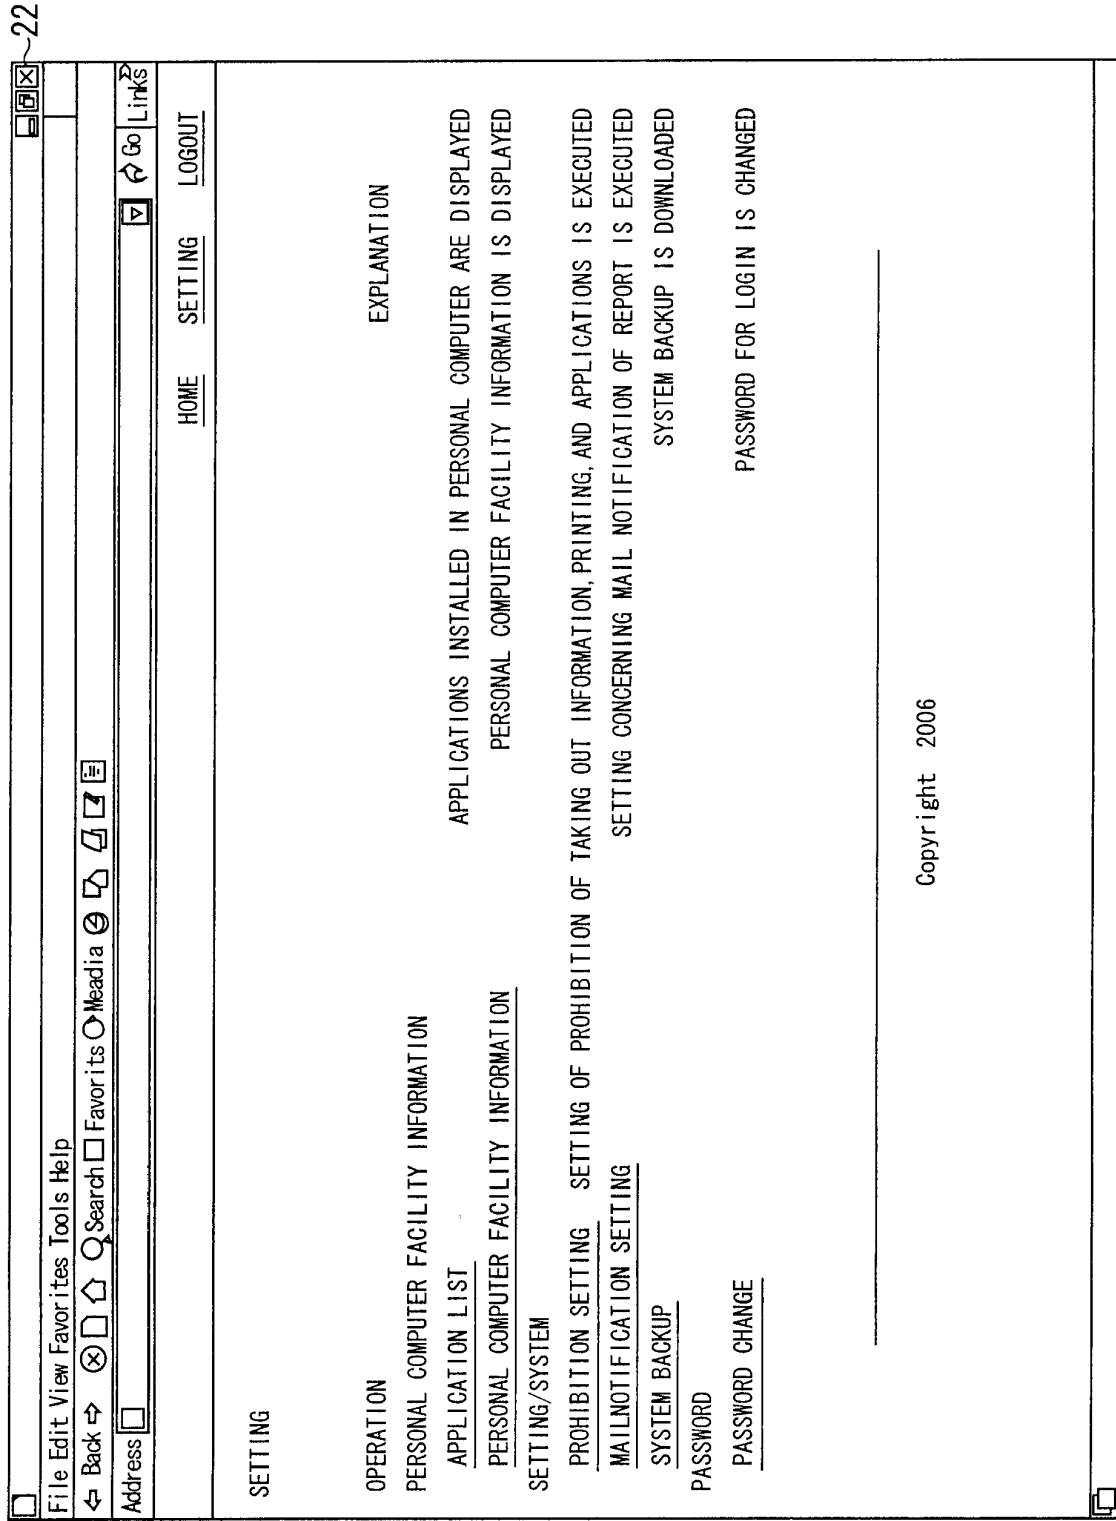 ~22
File Edit View Favorites Tools Help
Back Search Favorits Meadia
Address Go Links
HOME SETTING LOGOUT
SETTING
OPERATION EXPLANATION
PERSONAL COMPUTER FACILITY INFORMATION
APPLICATION LIST APPLICATIONS INSTALLED IN PERSONAL COMPUTER ARE DISPLAYED
PERSONAL COMPUTER FACILITY INFORMATION PERSONAL COMPUTER FACILITY INFORMATION IS DISPLAYED
SETTING/SYSTEM
PROHIBITION SETTING SETTING OF PROHIBITION OF TAKING OUT INFORMATION,PRINTING,AND APPLICATIONS IS EXECUTED
MAILNOTIFICATION SETTING SETTING CONCERNING MAIL NOTIFICATION OF REPORT IS EXECUTED
SYSTEM BACKUP SYSTEM BACKUP IS DOWNLOADED
PASSWORD
PASSWORD CHANGE PASSWORD FOR LOGIN IS CHANGED
Copyright 2006